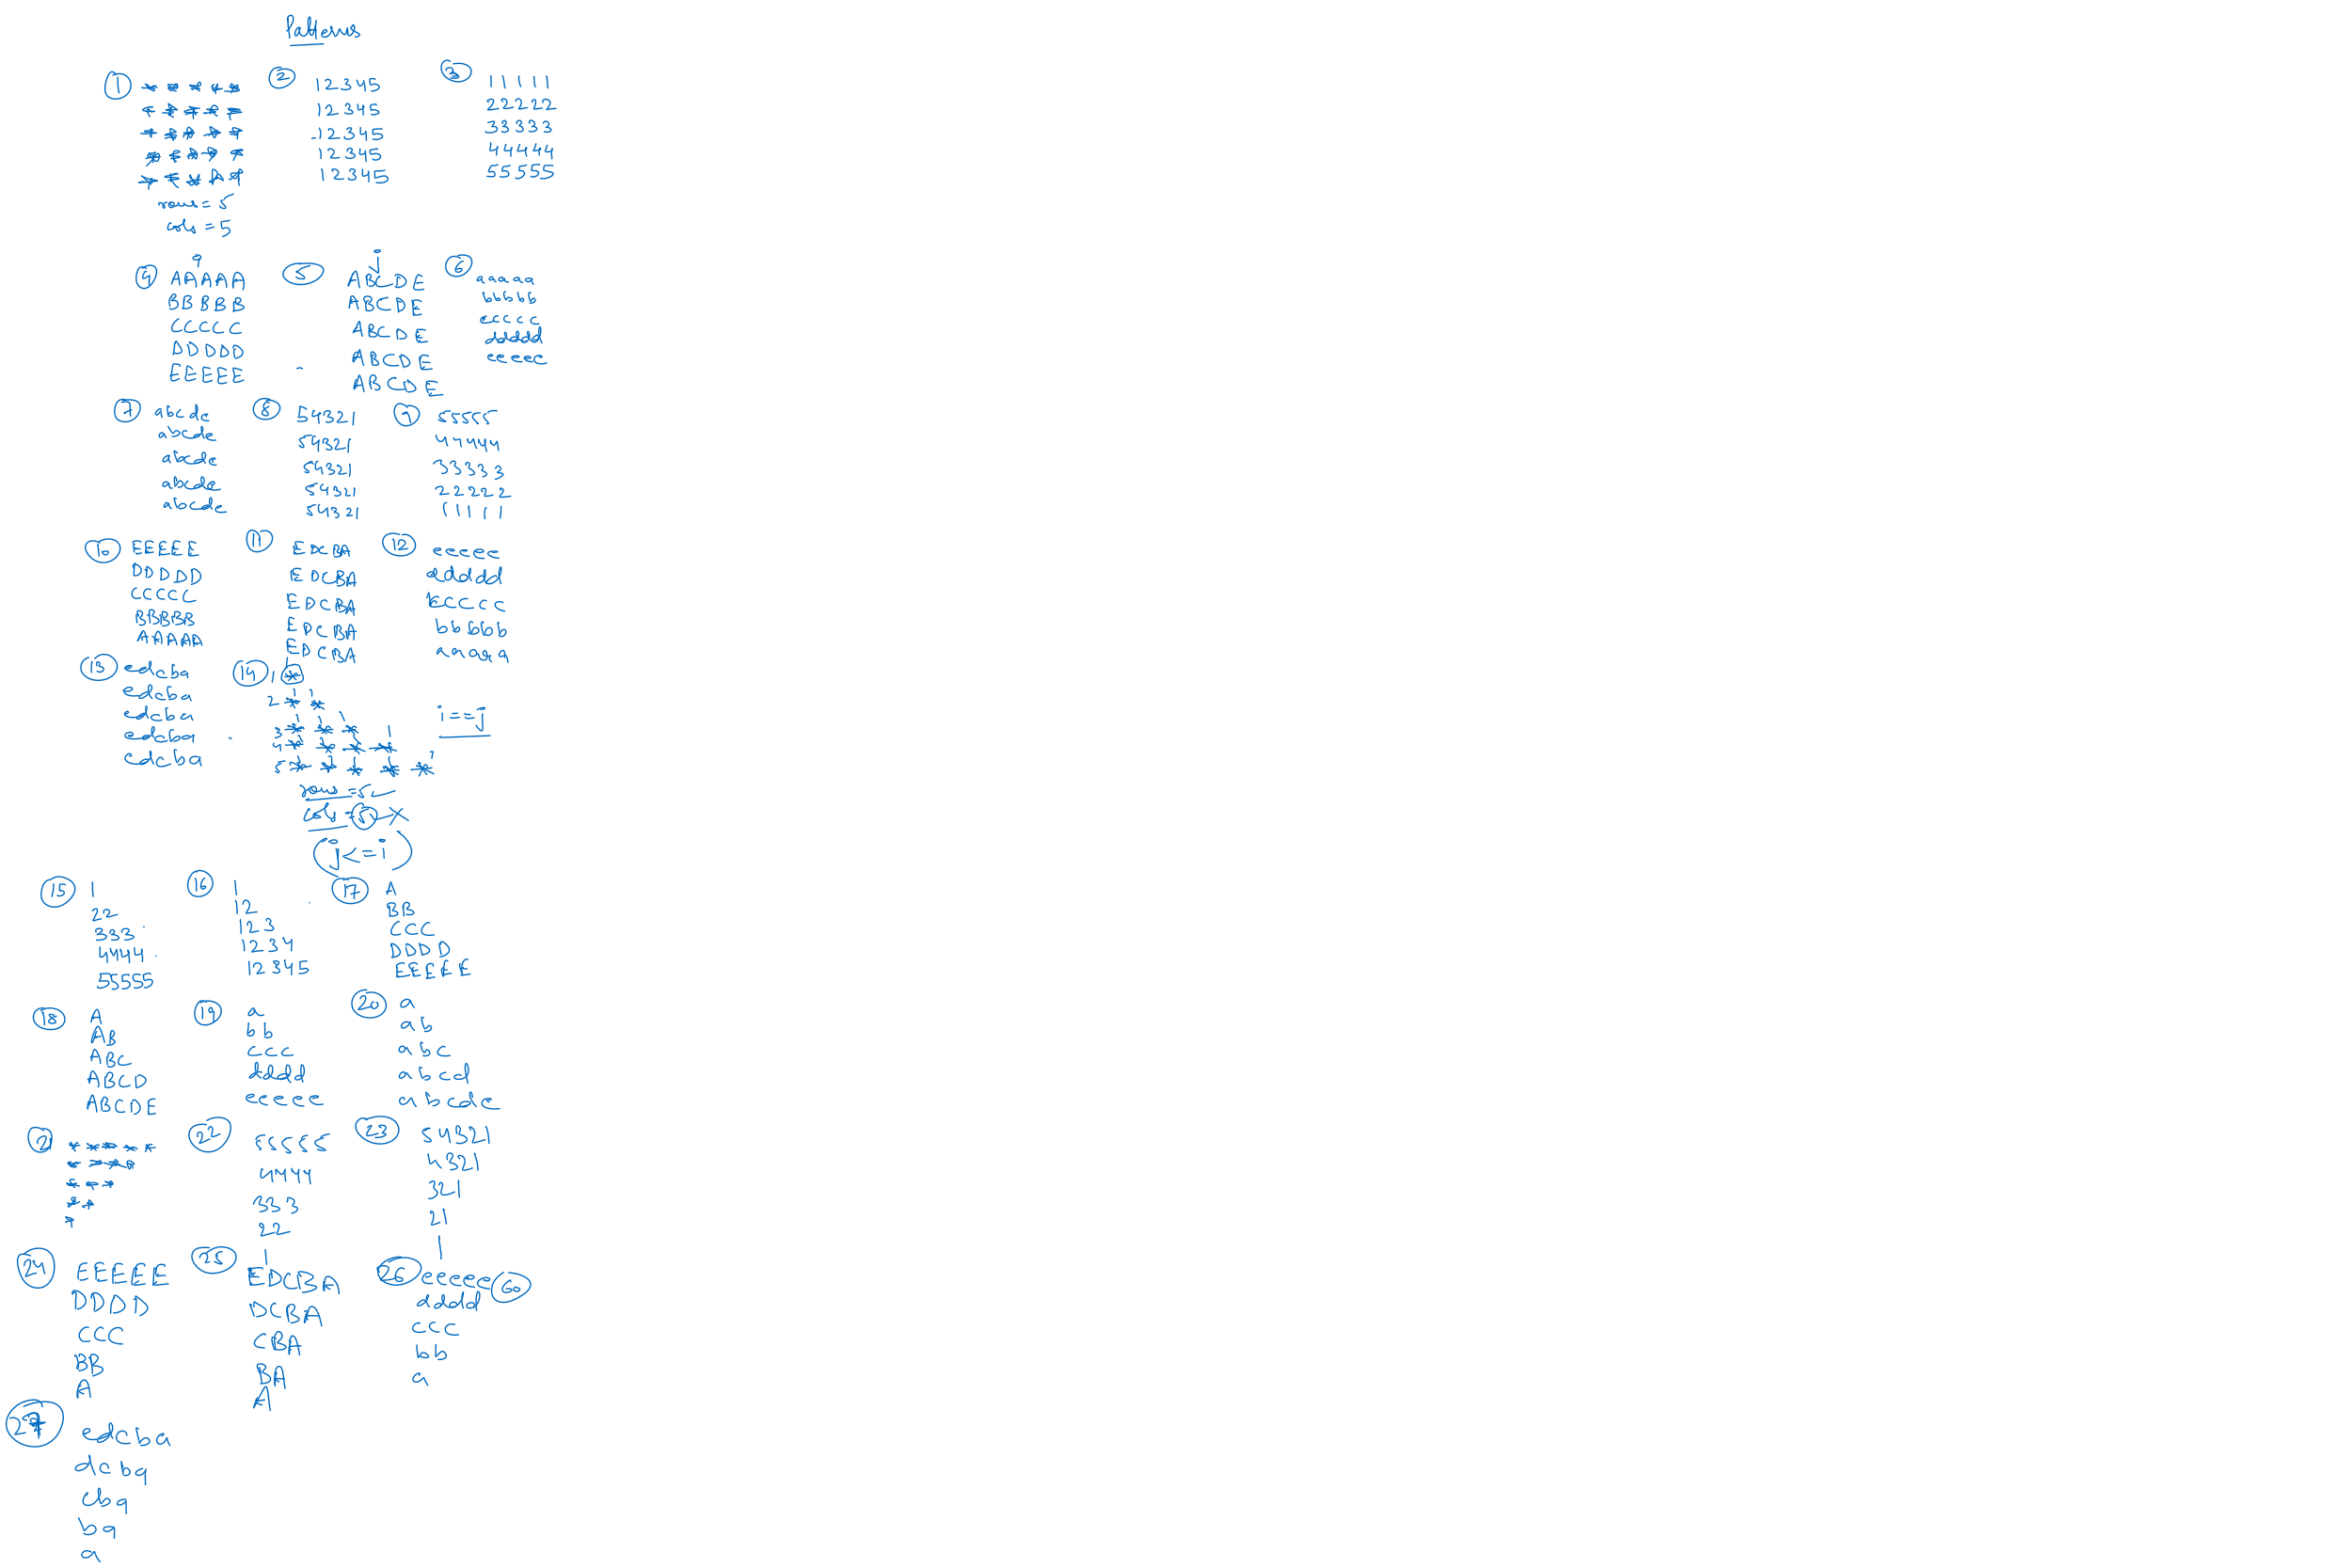 Patterns
① * * * * *
* * * * *
* * * * *
* * * * *
* * * * *
rows = 5
cols = 5
② 12345
12345
12345
12345
12345
③ 11111
22222
33333
44444
55555
④ AAAAA
BBBBB
CCCCC
DDDDD
EEEEE
j
⑤ ABCDE
ABCDE
ABCDE
ABCDE
ABCDE
⑥ aaaaa
bbbbb
ccccc
ddddd
eeeee
⑦ abcde
abcde
abcde
abcde
abcde
⑧ 54321
54321
54321
54321
54321
⑨ 55555
44444
33333
22222
11111
⑩ EEEEE
DDDDD
CCCCC
BBBBB
AAAAA
⑪ EDCBA
EDCBA
EDCBA
EDCBA
EDCBA
⑫ eeeee
ddddd
ccccc
bbbbb
aaaaa
⑬ edcba
edcba
edcba
edcba
edcba
⑭ 1 *
2 * *
3 * * *
4 * * * *
5 * * * * *
i==j
rows = 5
cols = 5 X
(j<=i)
⑮ 1
22
333
4444
55555
⑯ 1
12
123
1234
12345
⑰ A
BB
CCC
DDDD
EEEEE
⑱ A
AB
ABC
ABCD
ABCDE
⑲ a
bb
ccc
dddd
eeeee
⑳ a
ab
abc
abcd
abcde
㉑ * * * * *
* * * *
* * *
* *
*
㉒ 55555
4444
333
22
1
㉓ 54321
4321
321
21
1
㉔ EEEEE
DDDD
CCC
BB
A
㉕ EDCBA
DCBA
CBA
BA
A
㉖ eeeee 60
dddd
ccc
bb
a
㉗ edcba
dcba
cba
ba
a